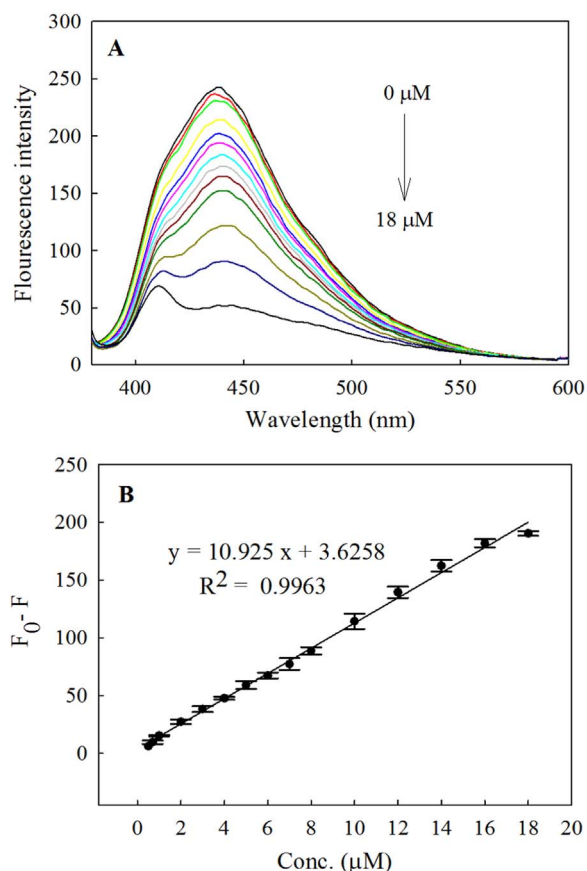 A
300
250
200
150
100
50
0
Flourescence intensity
0 µM
18 µM
400 450 500 550 600
Wavelength (nm)
B
250
200
150
100
50
0
F0- F
y = 10.925 x + 3.6258
R2 = 0.9963
0 2 4 6 8 10 12 14 16 18 20
Conc. (µM)